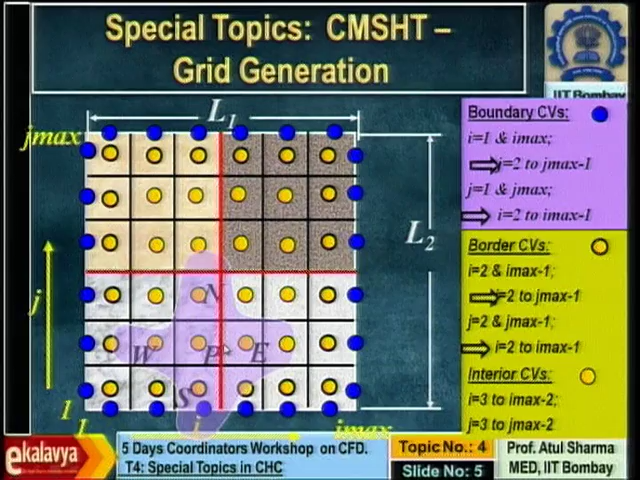 Special Topics: CMSHT –
Grid Generation
IIT Bombay
L1
jmax
L2
j
N
W
P
E
S
1
1
i
imax
Boundary CVs:
i=1 & imax;
j=2 to jmax-1
j=1 & jmax;
i=2 to imax-1
Border CVs:
i=2 & imax-1;
j=2 to jmax-1
j=2 & jmax-1;
i=2 to imax-1
Interior CVs:
i=3 to imax-2;
j=3 to jmax-2
ekalavya
5 Days Coordinators Workshop on CFD.
T4: Special Topics in CHC
Topic No.: 4
Slide No: 5
Prof. Atul Sharma
MED, IIT Bombay